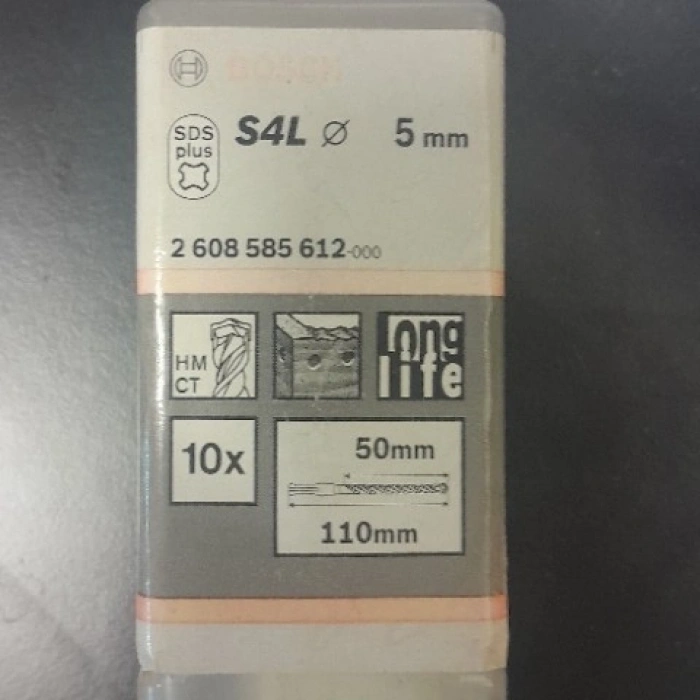 BOSCH
SDS plus
S4L ∅ 5 mm
2 608 585 612-000
HM
CT
long
life
10x
50mm
110mm